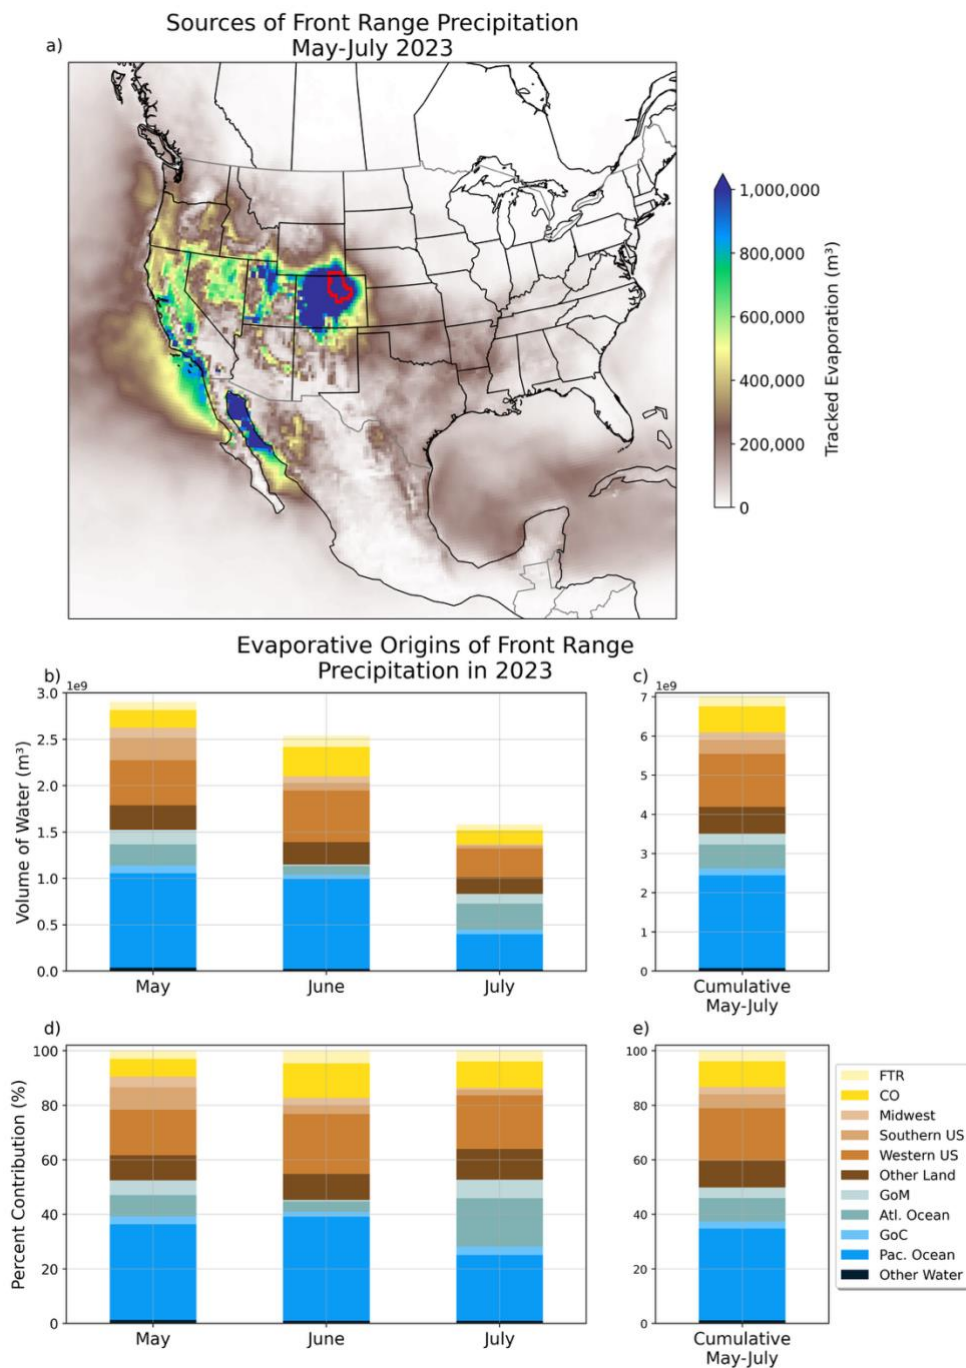 Sources of Front Range Precipitation
May-July 2023
a)
1,000,000
800,000
600,000
400,000
200,000
0
Tracked Evaporation (m³)
Evaporative Origins of Front Range
Precipitation in 2023
b)
1e9
3.0
2.5
2.0
1.5
1.0
0.5
0.0
Volume of Water (m³)
May
June
July
c)
1e9
7
6
5
4
3
2
1
0
Cumulative
May-July
d)
100
80
60
40
20
0
Percent Contribution (%)
May
June
July
e)
100
80
60
40
20
0
Cumulative
May-July
FTR
CO
Midwest
Southern US
Western US
Other Land
GoM
Atl. Ocean
GoC
Pac. Ocean
Other Water